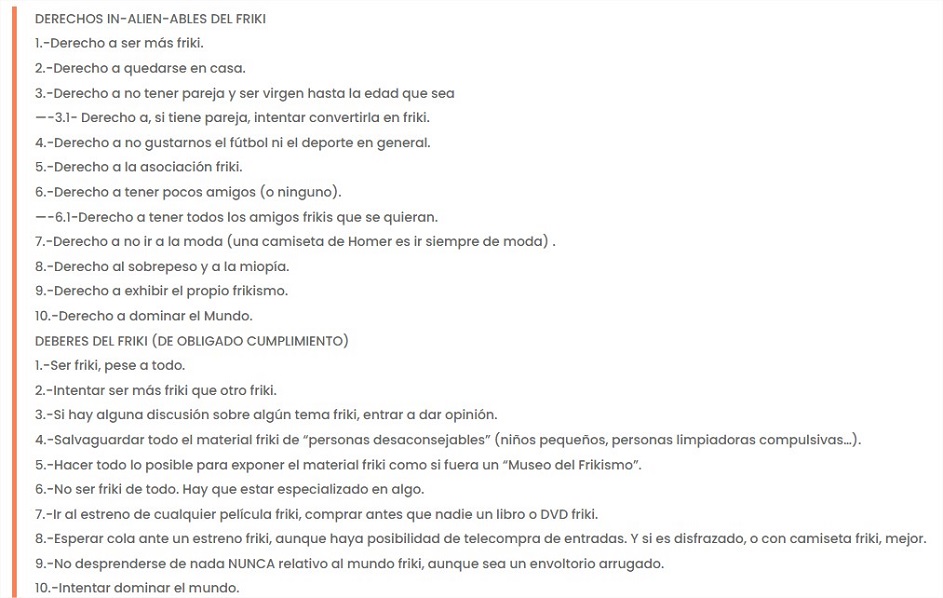 DERECHOS IN-ALIEN-ABLES DEL FRIKI
1.-Derecho a ser más friki.
2.-Derecho a quedarse en casa.
3.-Derecho a no tener pareja y ser virgen hasta la edad que sea
—-3.1- Derecho a, si tiene pareja, intentar convertirla en friki.
4.-Derecho a no gustarnos el fútbol ni el deporte en general.
5.-Derecho a la asociación friki.
6.-Derecho a tener pocos amigos (o ninguno).
—-6.1-Derecho a tener todos los amigos frikis que se quieran.
7.-Derecho a no ir a la moda (una camiseta de Homer es ir siempre de moda) .
8.-Derecho al sobrepeso y a la miopía.
9.-Derecho a exhibir el propio frikismo.
10.-Derecho a dominar el Mundo.
DEBERES DEL FRIKI (DE OBLIGADO CUMPLIMIENTO)
1.-Ser friki, pese a todo.
2.-Intentar ser más friki que otro friki.
3.-Si hay alguna discusión sobre algún tema friki, entrar a dar opinión.
4.-Salvaguardar todo el material friki de “personas desaconsejables” (niños pequeños, personas limpiadoras compulsivas…).
5.-Hacer todo lo posible para exponer el material friki como si fuera un “Museo del Frikismo”.
6.-No ser friki de todo. Hay que estar especializado en algo.
7.-Ir al estreno de cualquier película friki, comprar antes que nadie un libro o DVD friki.
8.-Esperar cola ante un estreno friki, aunque haya posibilidad de telecompra de entradas. Y si es disfrazado, o con camiseta friki, mejor.
9.-No desprenderse de nada NUNCA relativo al mundo friki, aunque sea un envoltorio arrugado.
10.-Intentar dominar el mundo.